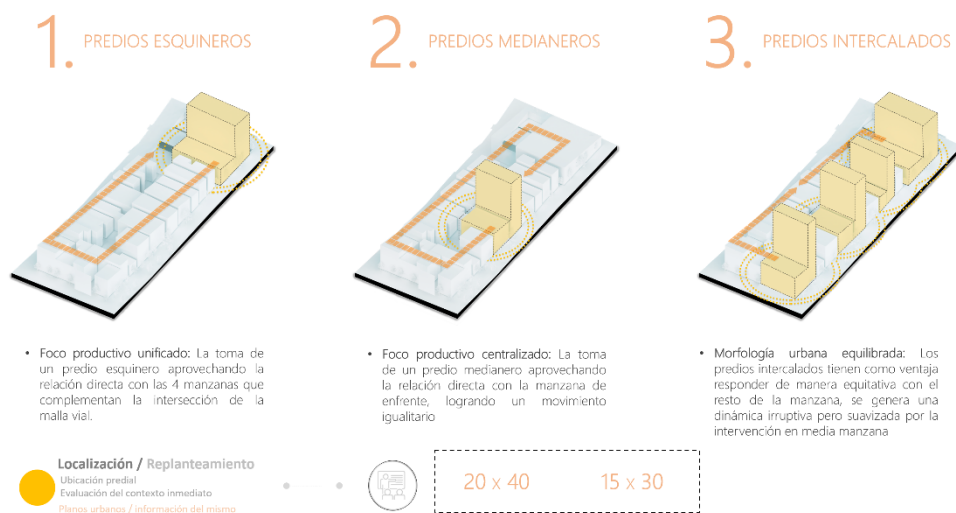 1. PREDIOS ESQUINEROS
2. PREDIOS MEDIANEROS
3. PREDIOS INTERCALADOS
• Foco productivo unificado: La toma de
un predio esquinero aprovechando la
relación directa con las 4 manzanas que
complementan la intersección de la
malla vial.
• Foco productivo centralizado: La toma
de un predio medianero aprovechando
la relación directa con la manzana de
enfrente, logrando un movimiento
igualitario
• Morfología urbana equilibrada: Los
predios intercalados tienen como ventaja
responder de manera equitativa con el
resto de la manzana, se genera una
dinámica irruptiva pero suavizada por la
intervención en media manzana
Localización / Replanteamiento
Ubicación predial
Evaluación del contexto inmediato
Planos urbanos / información del mismo
20 x 40
15 x 30